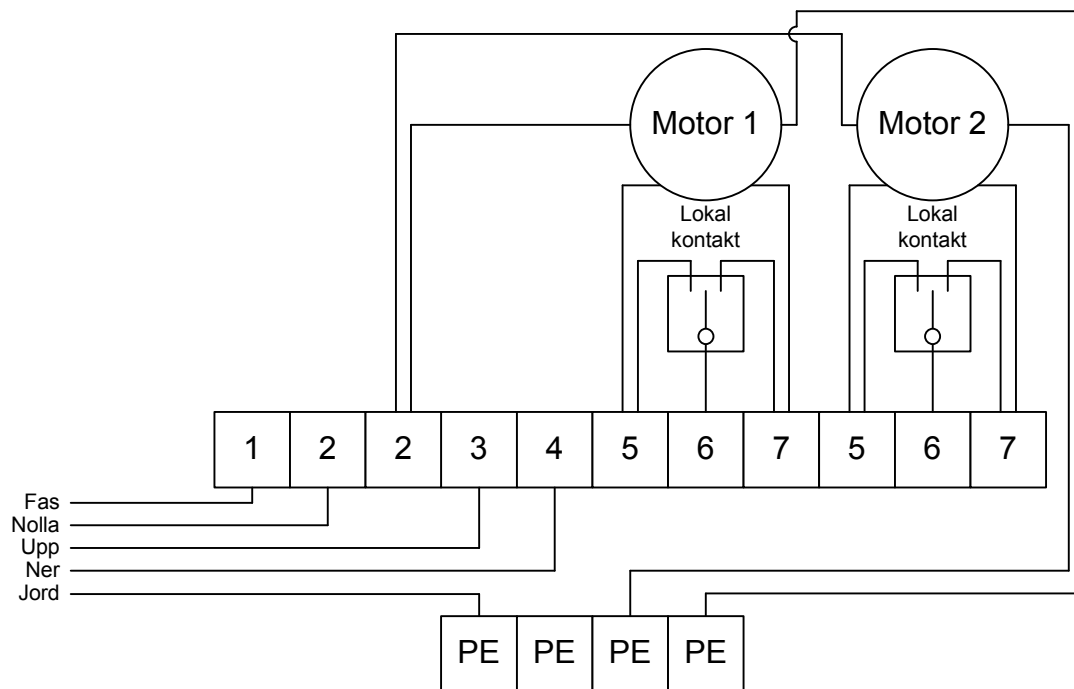 Motor 1
Motor 2
Lokal
kontakt
Lokal
kontakt
1 2 2 3 4 5 6 7 5 6 7
Fas
Nolla
Upp
Ner
Jord
PE PE PE PE